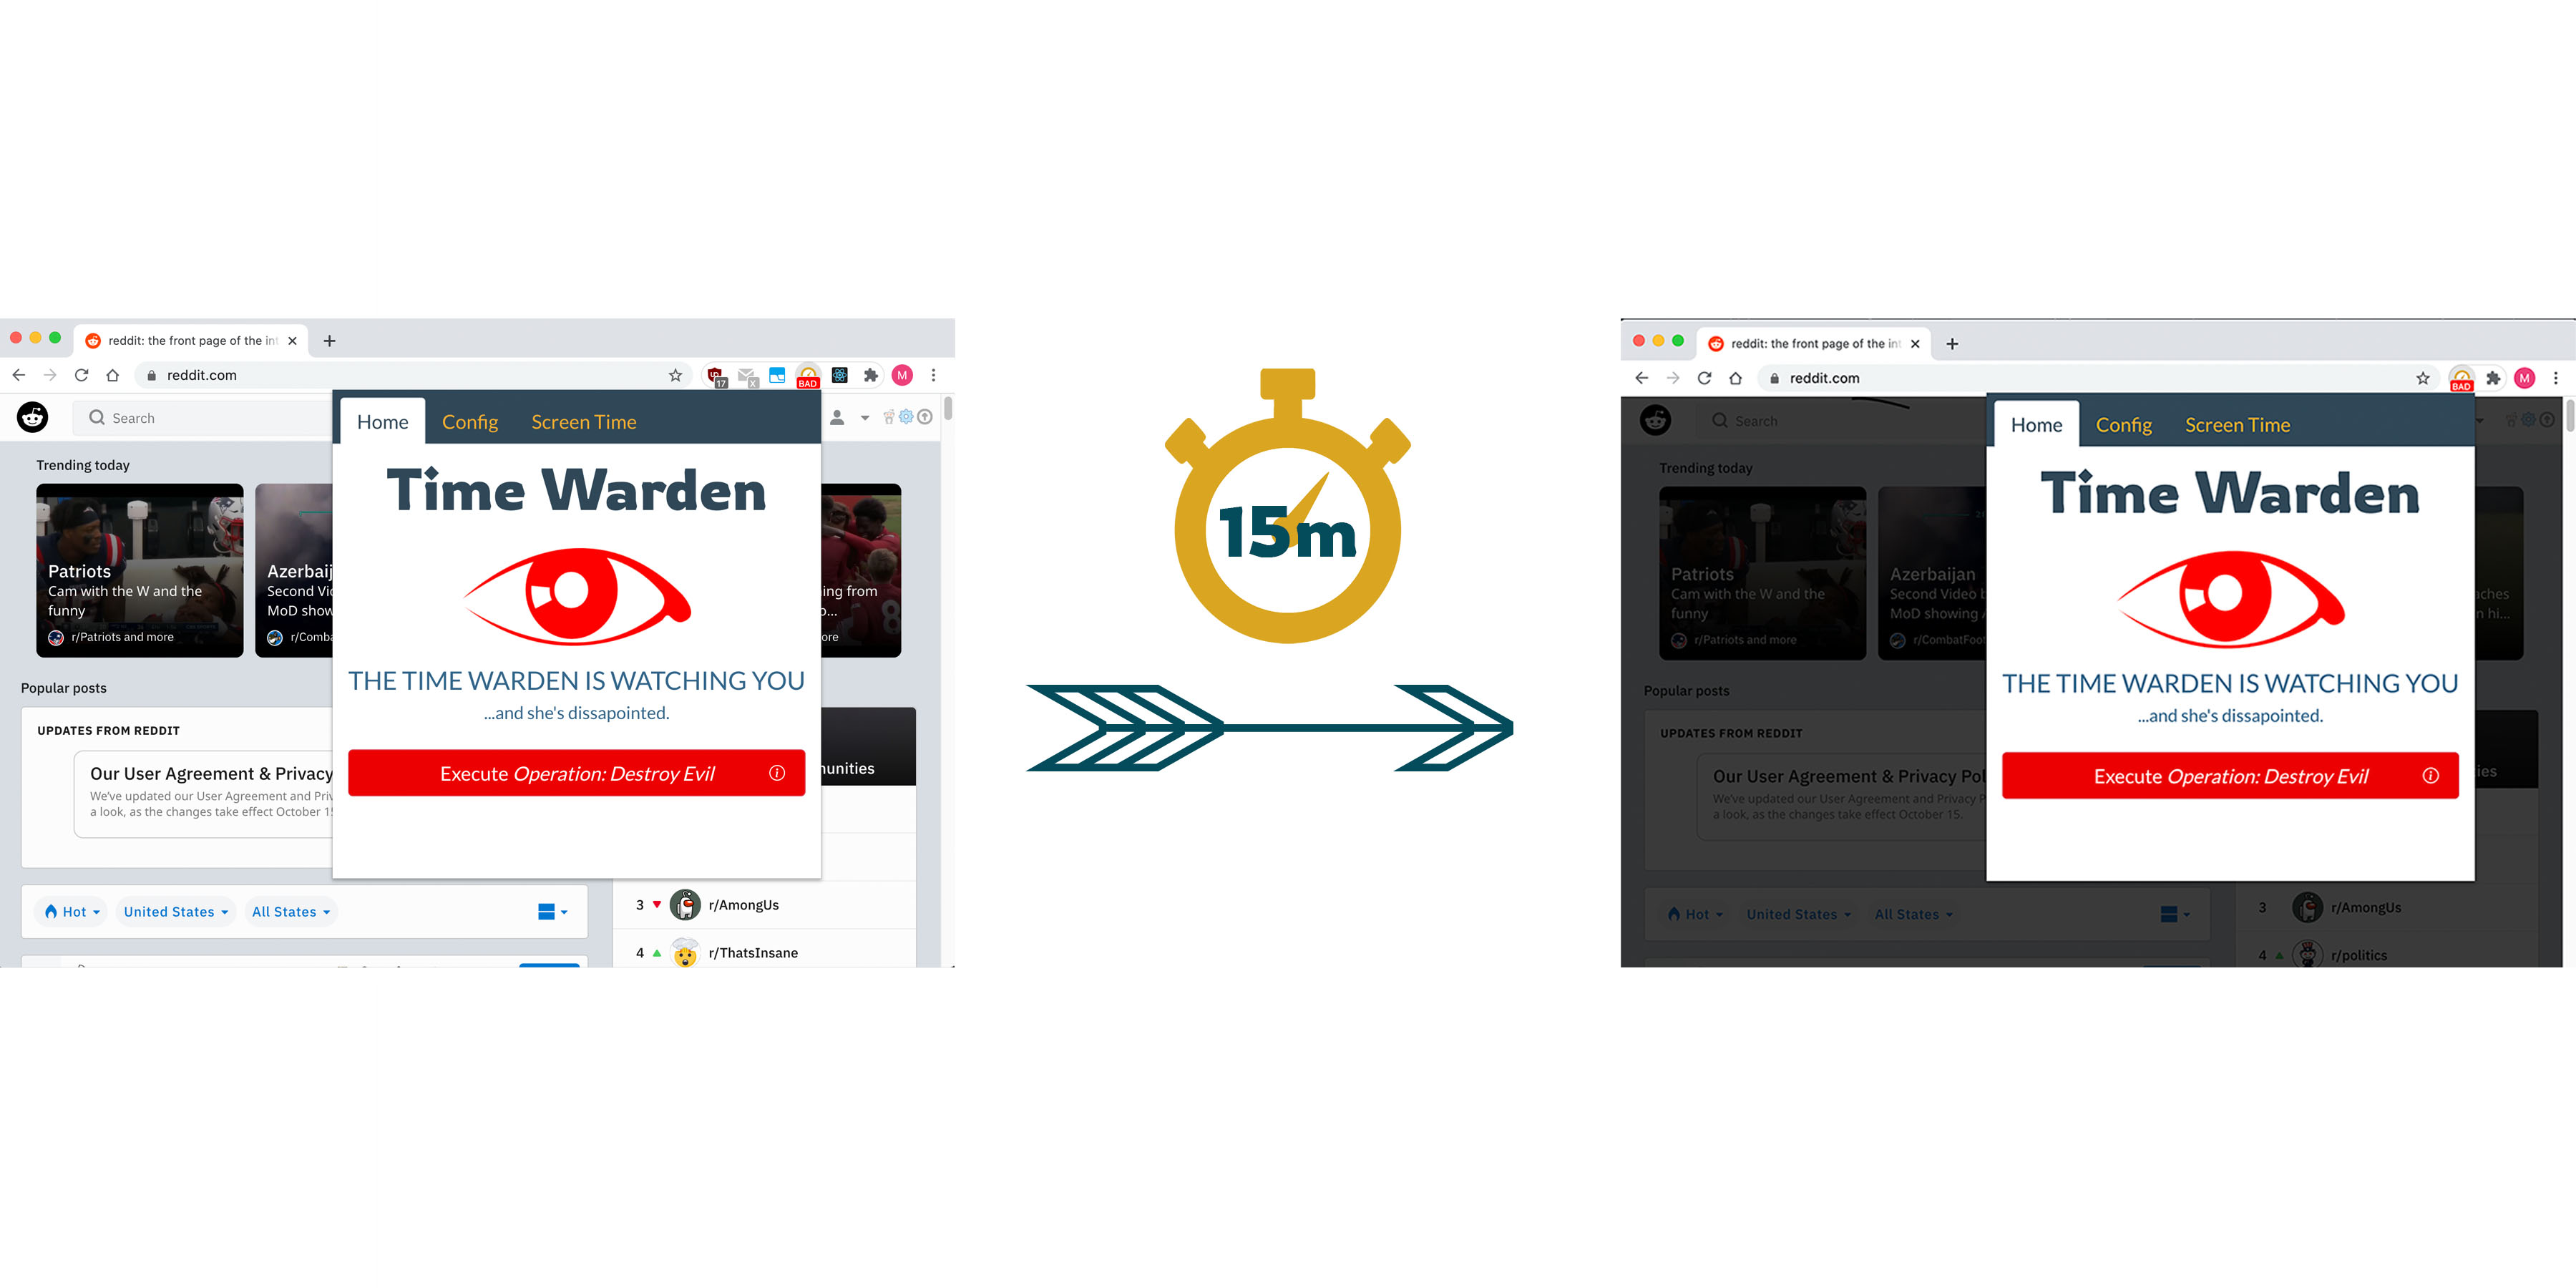 reddit: the front page of the int
reddit.com
17
X
BAD
M
Search
Home
Config
Screen Time
Trending today
Time Warden
Patriots
Cam with the W and the
funny
r/Patriots and more
Azerbaij
Second Vi
MoD show
r/Comba
ing from
ore
THE TIME WARDEN IS WATCHING YOU
...and she's dissapointed.
Execute Operation: Destroy Evil
Popular posts
UPDATES FROM REDDIT
Our User Agreement & Privacy
We've updated our User Agreement and Priv
a look, as the changes take effect October 1
unities
Hot
United States
All States
3 r/AmongUs
4 r/ThatsInsane
15m
reddit: the front page of the int
reddit.com
BAD
M
Search
Home
Config
Screen Time
Trending today
Time Warden
Patriots
Cam with the W and the
funny
r/Patriots and more
Azerbaijan
Second Video b
MoD showing
r/CombatFoot
ches
n hi...
THE TIME WARDEN IS WATCHING YOU
...and she's dissapointed.
Execute Operation: Destroy Evil
Popular posts
UPDATES FROM REDDIT
Our User Agreement & Privacy Pol
We've updated our User Agreement and Privacy P
a look, as the changes take effect October 15.
ies
Hot
United States
All States
3 r/AmongUs
4 r/politics